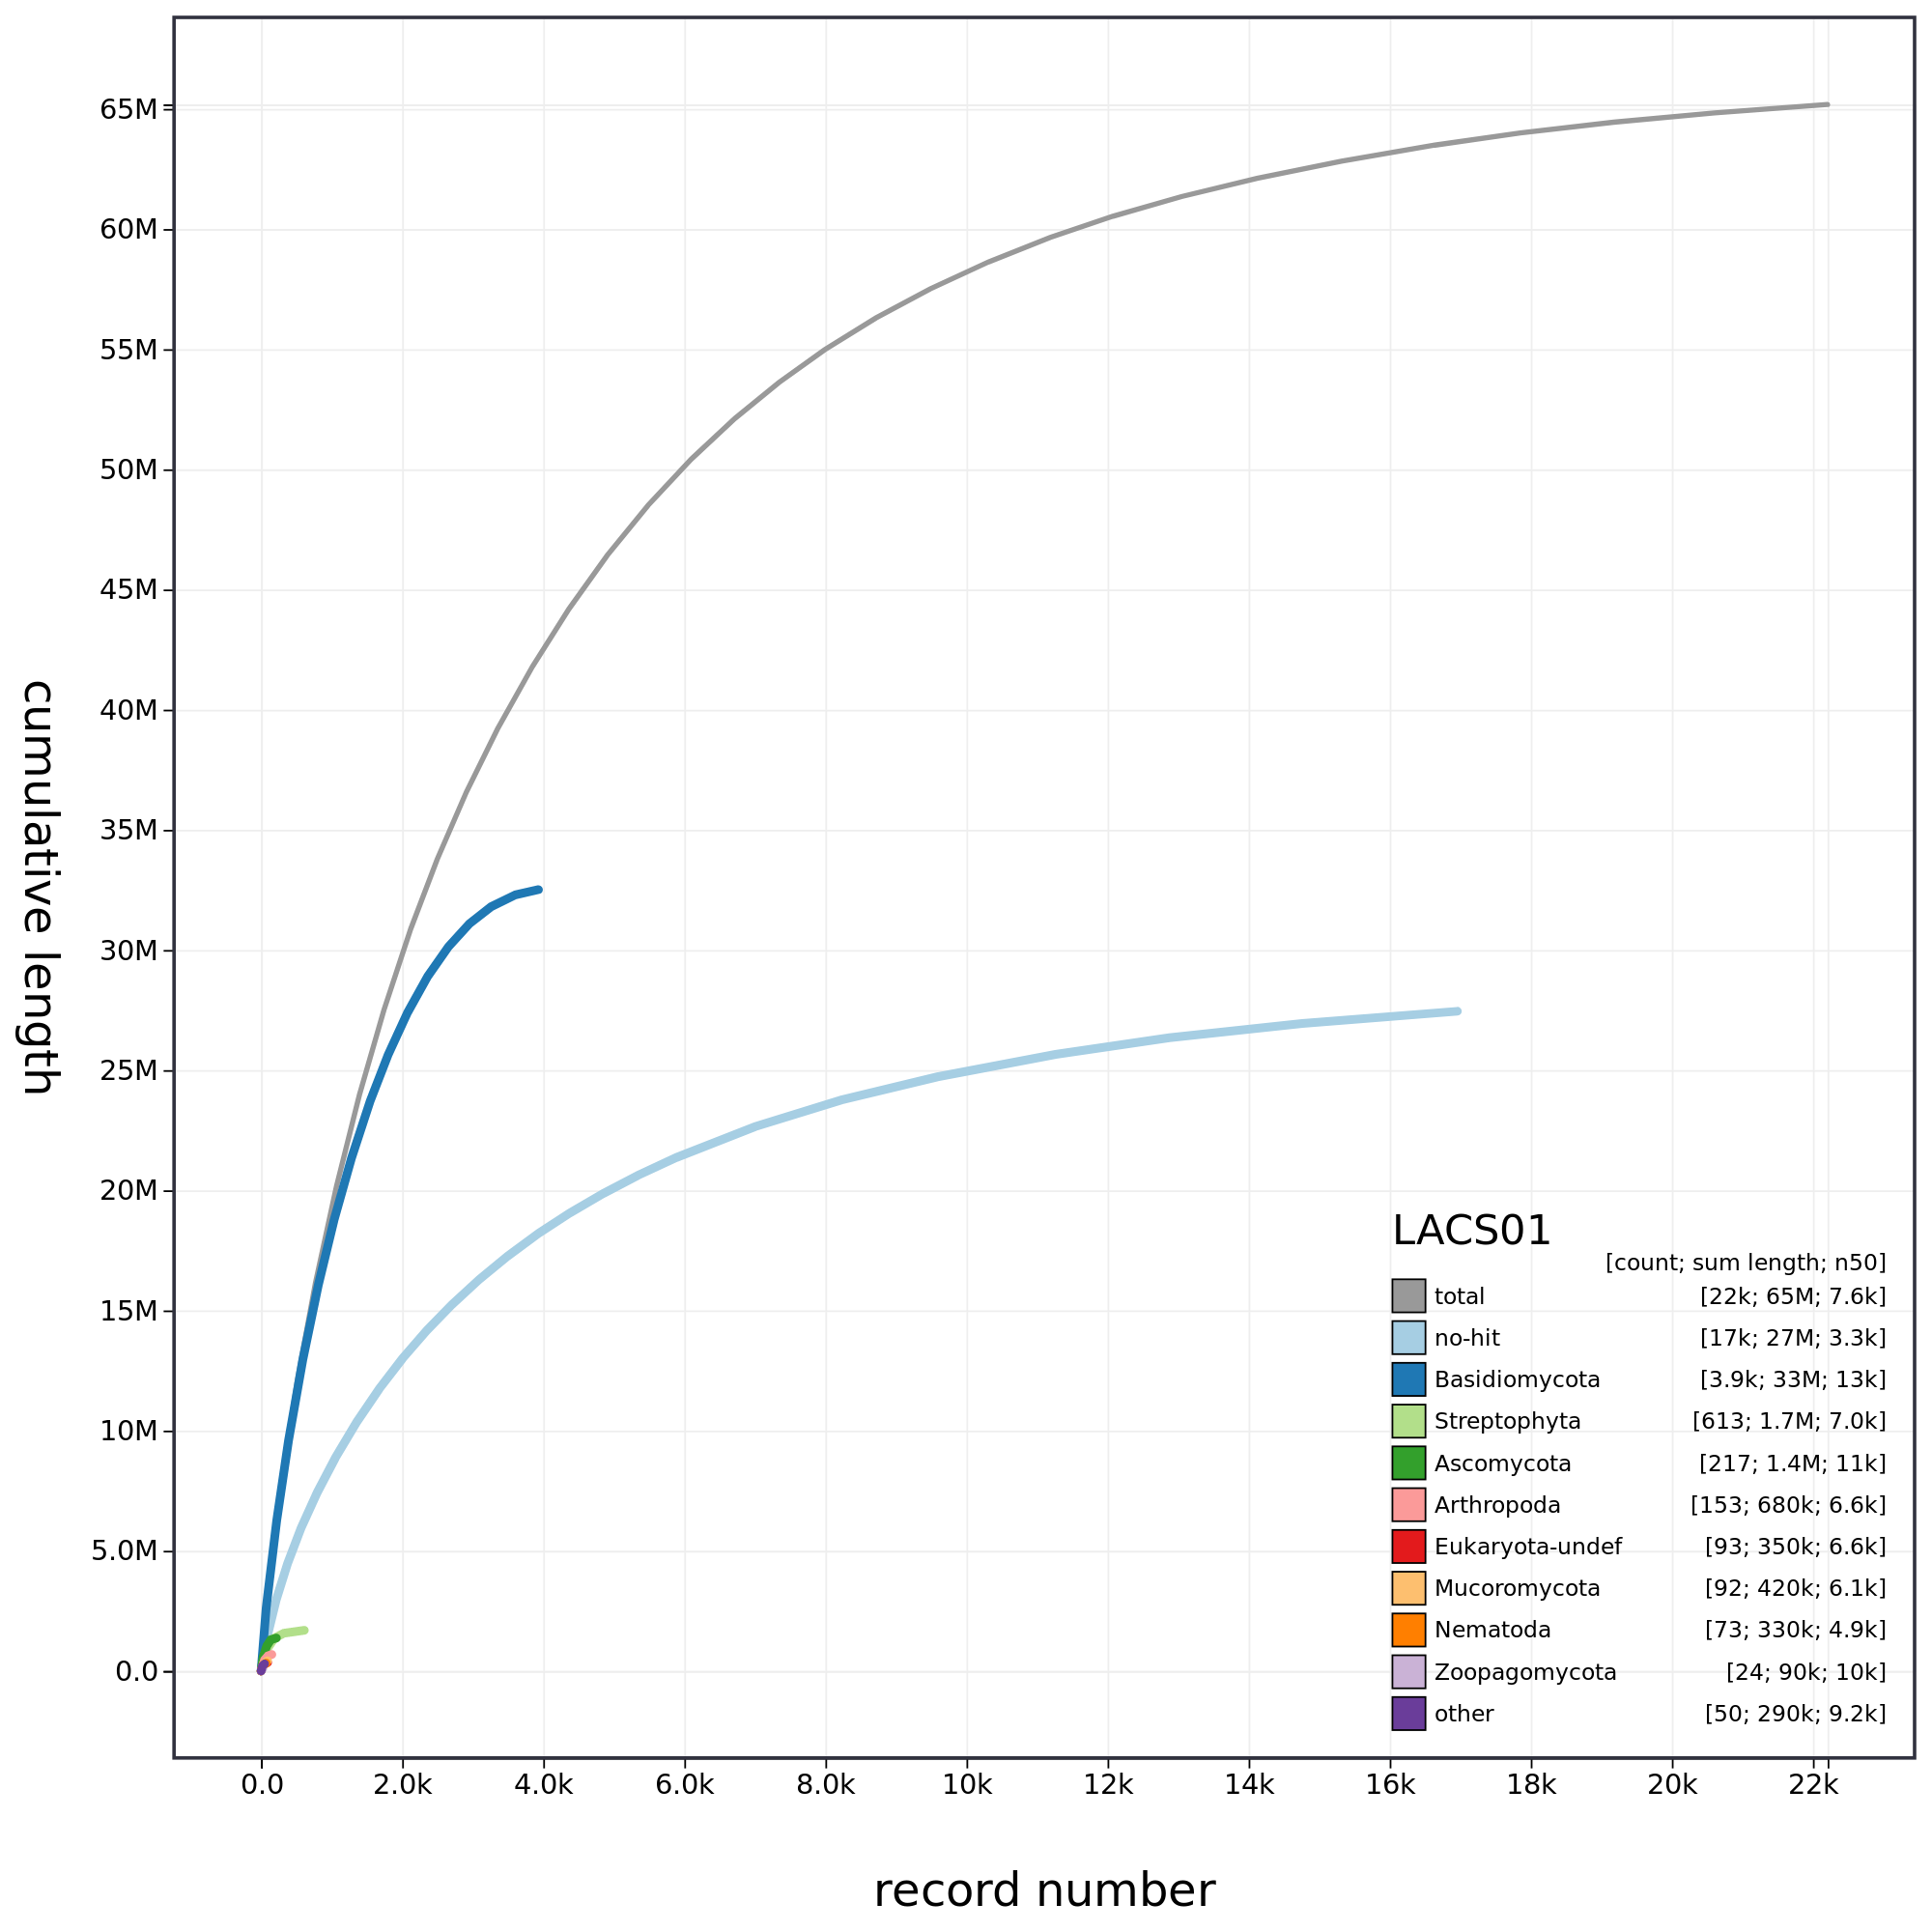 cumulative length
65M
60M
55M
50M
45M
40M
35M
30M
25M
20M
15M
10M
5.0M
0.0
LACS01
[count; sum length; n50]
total [22k; 65M; 7.6k]
no-hit [17k; 27M; 3.3k]
Basidiomycota [3.9k; 33M; 13k]
Streptophyta [613; 1.7M; 7.0k]
Ascomycota [217; 1.4M; 11k]
Arthropoda [153; 680k; 6.6k]
Eukaryota-undef [93; 350k; 6.6k]
Mucoromycota [92; 420k; 6.1k]
Nematoda [73; 330k; 4.9k]
Zoopagomycota [24; 90k; 10k]
other [50; 290k; 9.2k]
0.0 2.0k 4.0k 6.0k 8.0k 10k 12k 14k 16k 18k 20k 22k
record number